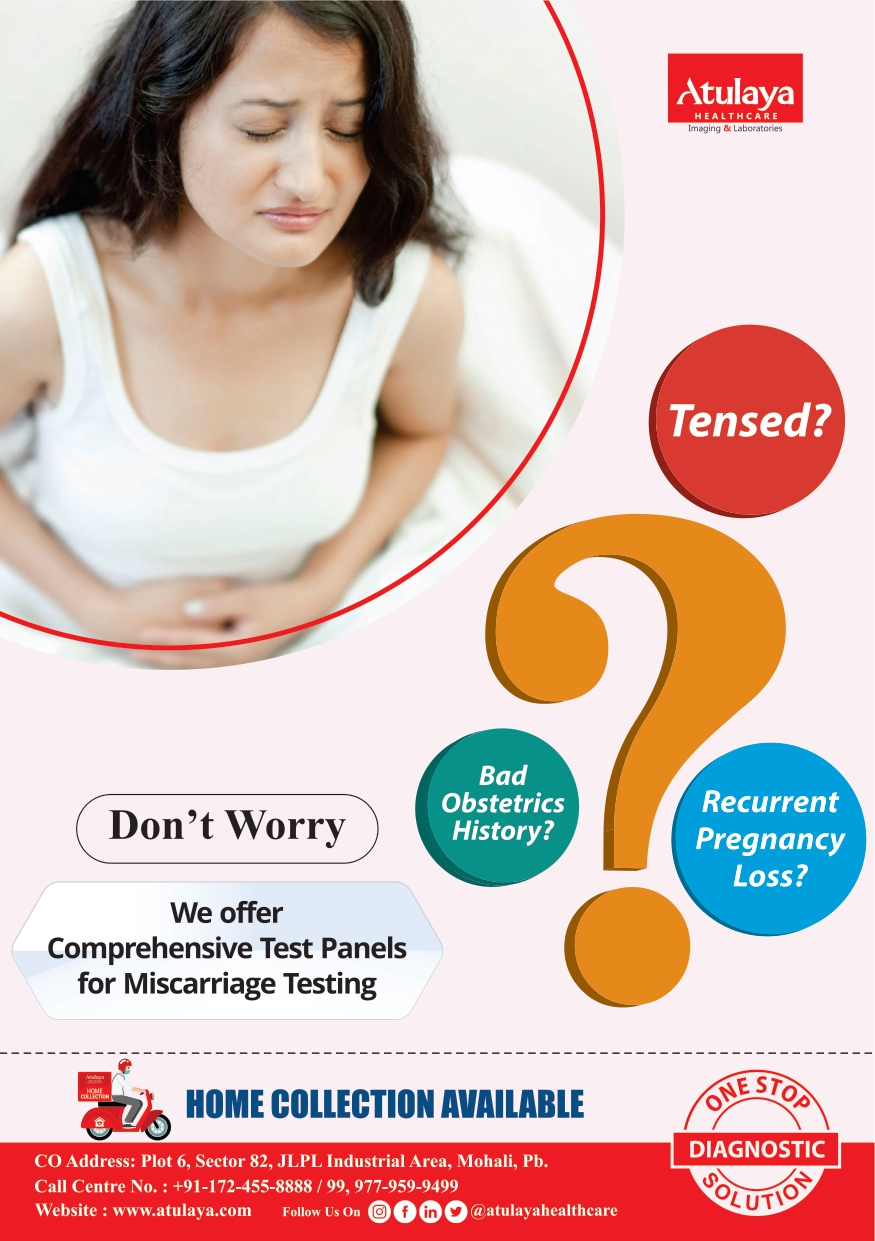 Atulaya
HEALTHCARE
Imaging & Laboratories
Tensed?
Bad
Obstetrics
History?
Recurrent
Pregnancy
Loss?
Don't Worry
We offer
Comprehensive Test Panels
for Miscarriage Testing
Atulaya
HOME
COLLECTION
HOME COLLECTION AVAILABLE
ONE STOP
DIAGNOSTIC
SOLUTION
CO Address: Plot 6, Sector 82, JLPL Industrial Area, Mohali, Pb.
Call Centre No. : +91-172-455-8888 / 99, 977-959-9499
Website : www.atulaya.com Follow Us On @atulayahealthcare